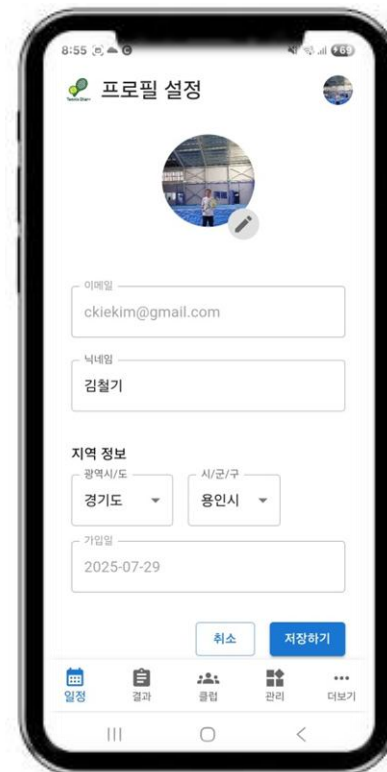 8:55
69
프로필 설정
이메일
ckiekim@gmail.com
닉네임
김철기
지역 정보
광역시/도
시/군/구
경기도
용인시
가입일
2025-07-29
취소
저장하기
일정
결과
클럽
관리
더보기